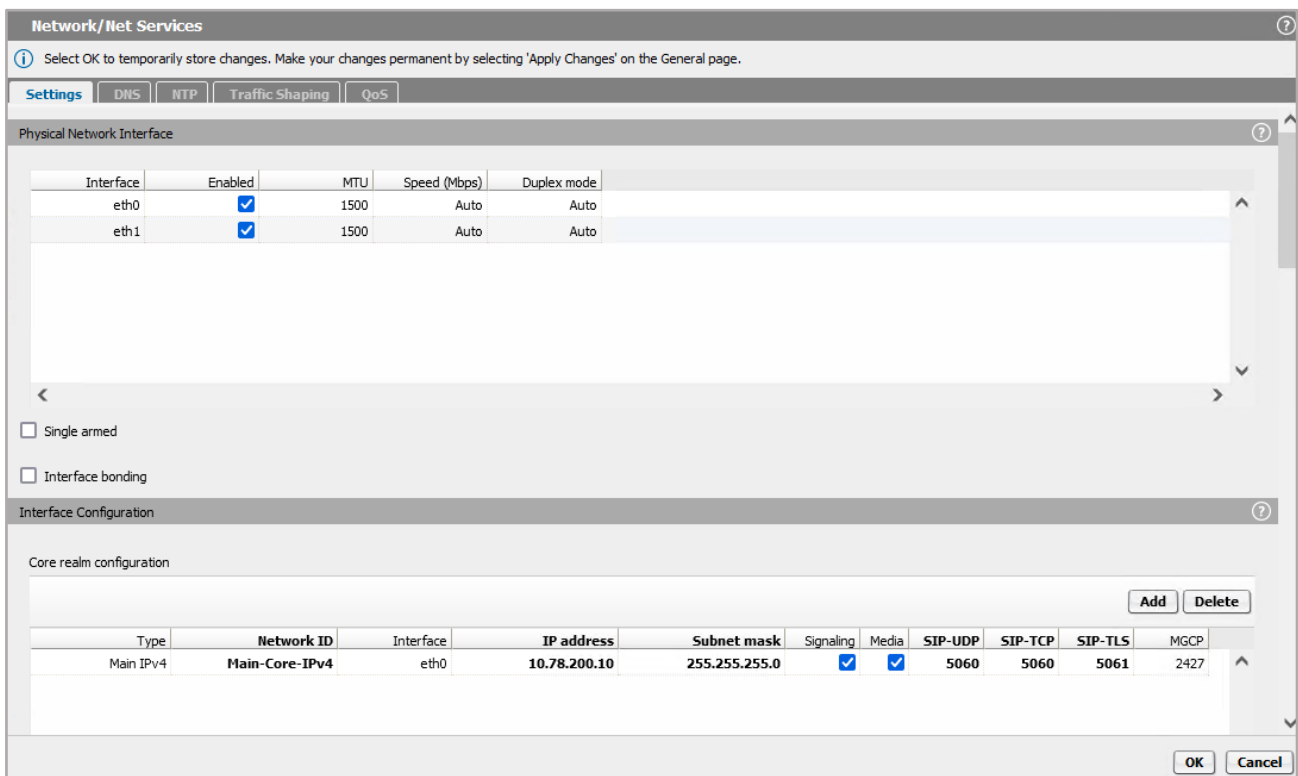 Network/Net Services
Select OK to temporarily store changes. Make your changes permanent by selecting 'Apply Changes' on the General page.
Settings DNS NTP Traffic Shaping QoS
Physical Network Interface
Interface Enabled MTU Speed (Mbps) Duplex mode
eth0 1500 Auto Auto
eth1 1500 Auto Auto
Single armed
Interface bonding
Interface Configuration
Core realm configuration
Add Delete
Type Network ID Interface IP address Subnet mask Signaling Media SIP-UDP SIP-TCP SIP-TLS MGCP
Main IPv4 Main-Core-IPv4 eth0 10.78.200.10 255.255.255.0 5060 5060 5061 2427
OK Cancel